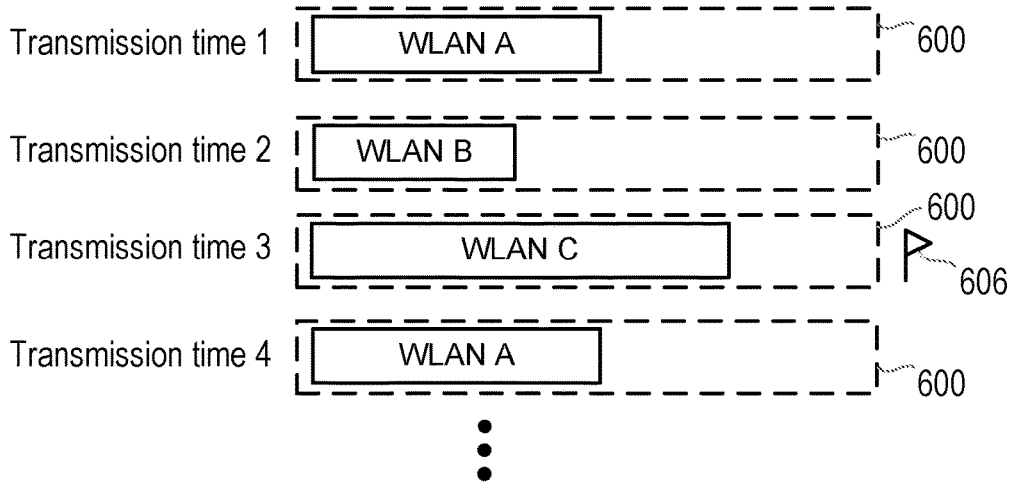 Transmission time 1 WLAN A 600
Transmission time 2 WLAN B 600
600
Transmission time 3 WLAN C
606
Transmission time 4 WLAN A
600